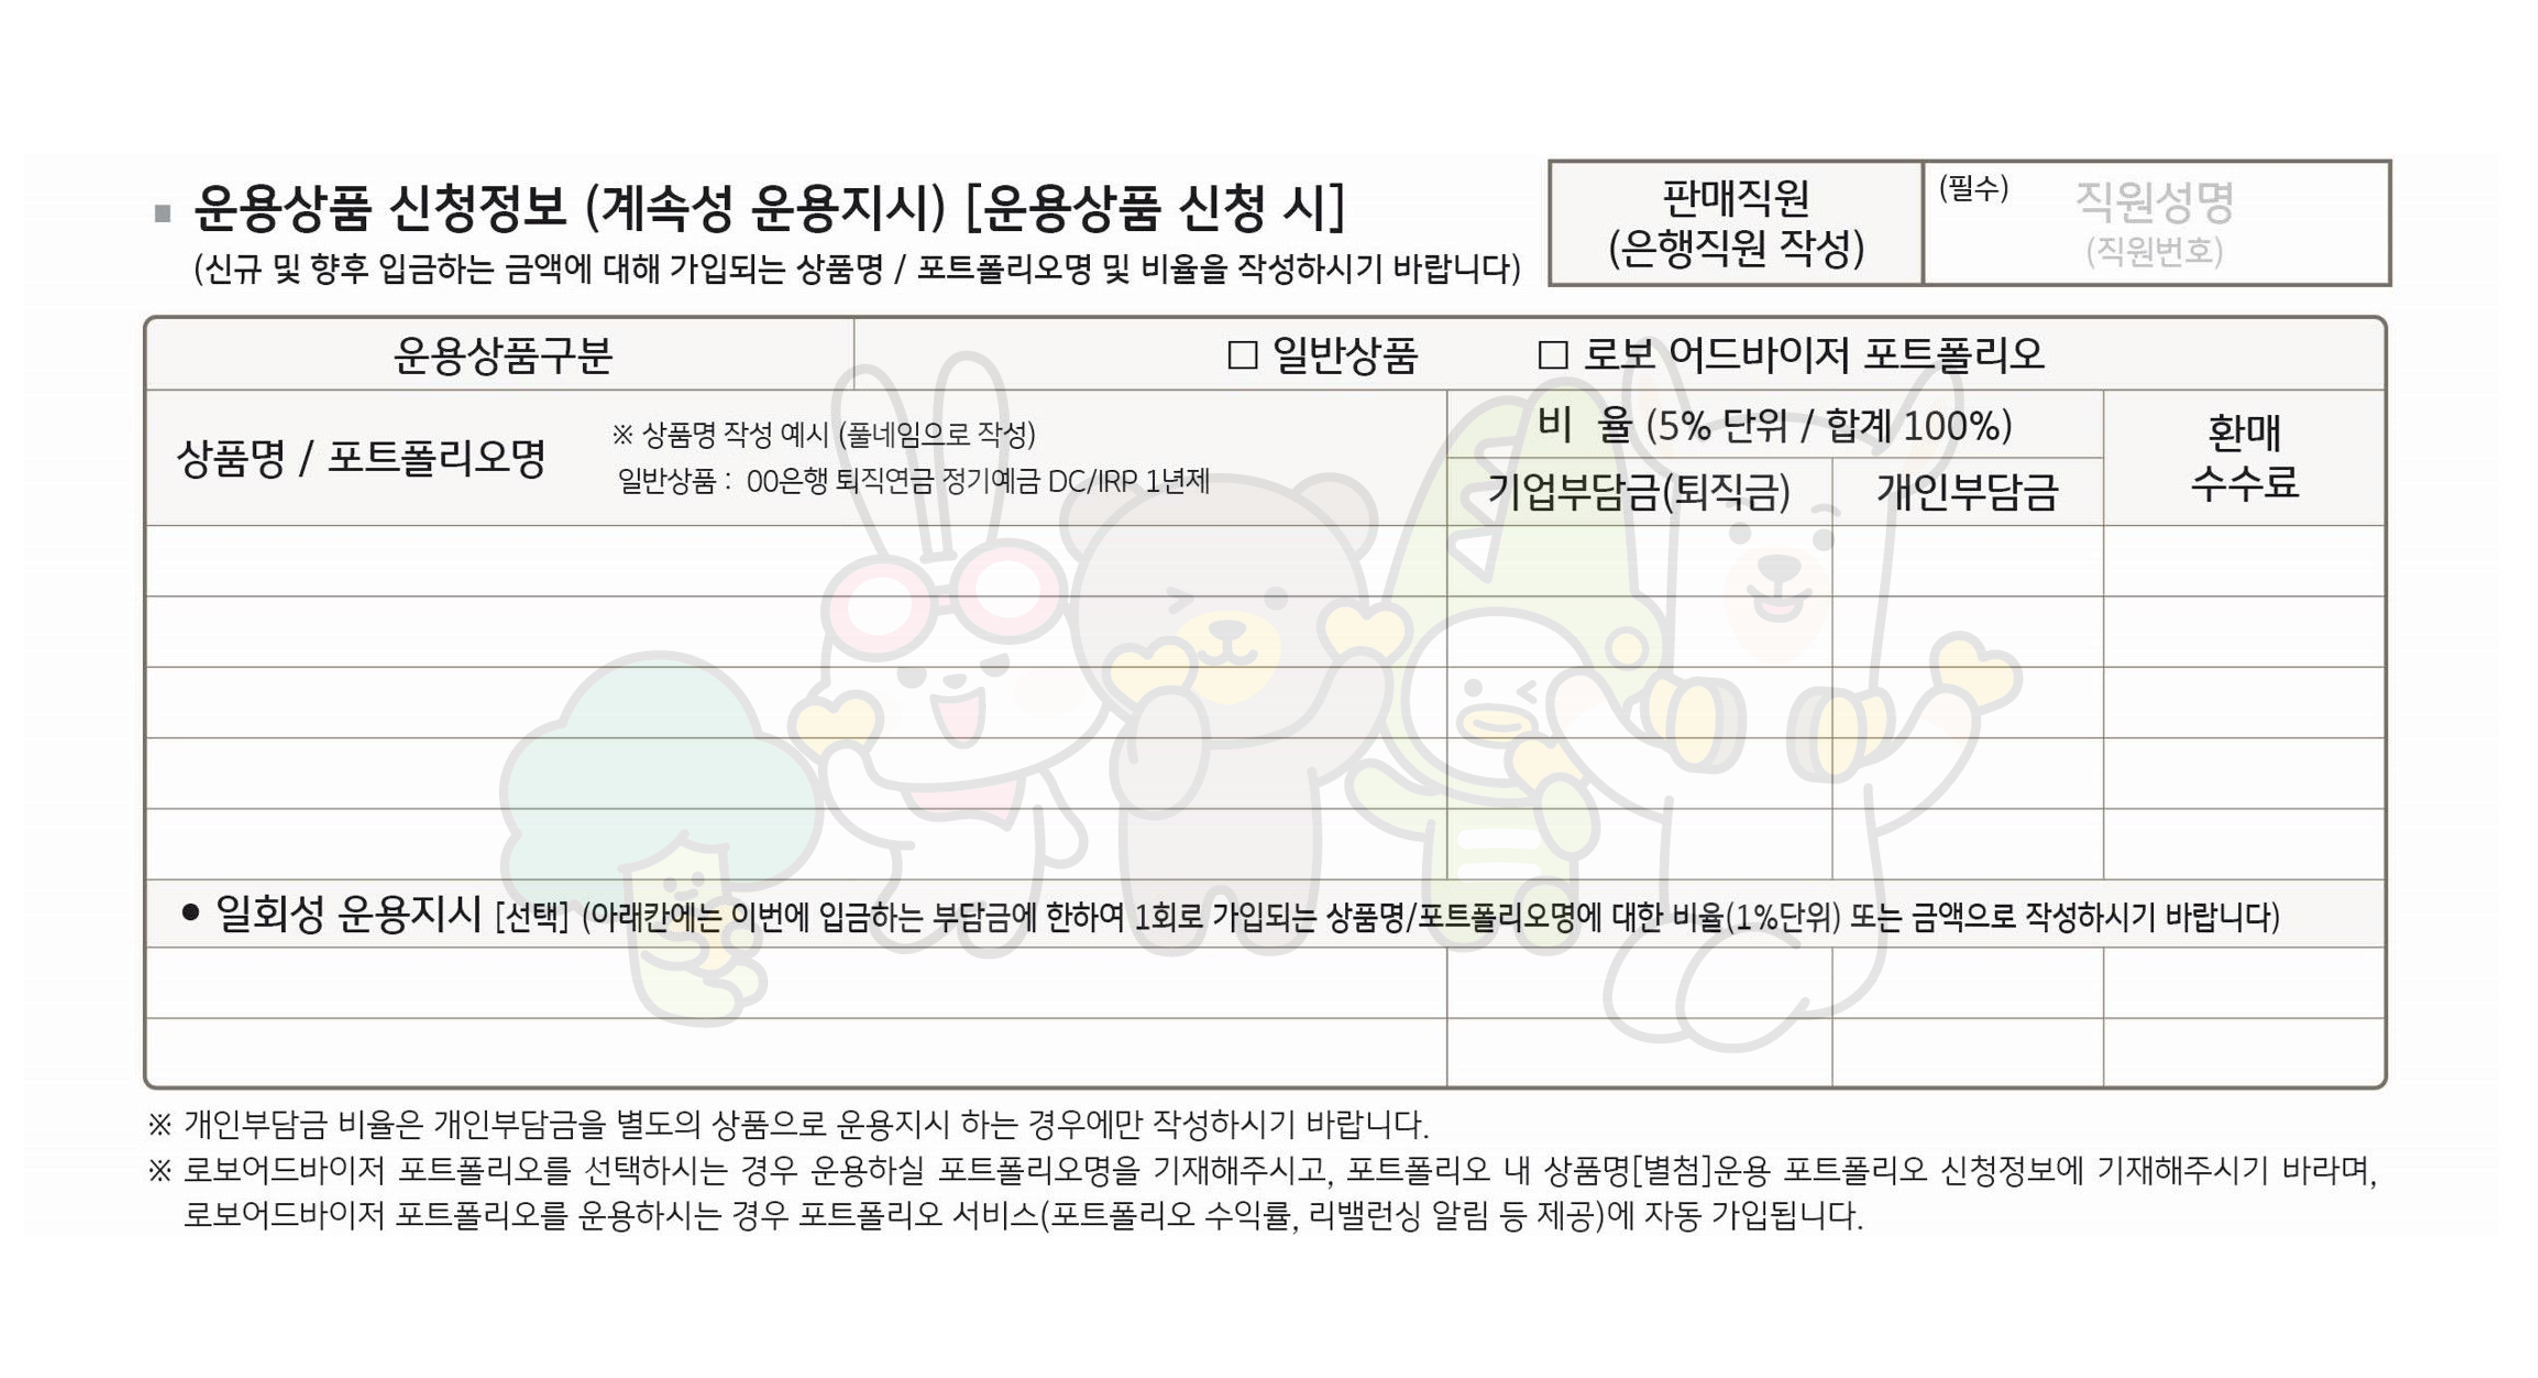 ▪ 운용상품 신청정보 (계속성 운용지시) [운용상품 신청 시]
(신규 및 향후 입금하는 금액에 대해 가입되는 상품명 / 포트폴리오명 및 비율을 작성하시기 바랍니다)
판매직원
(은행직원 작성)
(필수) 직원성명
(직원번호)
운용상품구분
□ 일반상품 □ 로보 어드바이저 포트폴리오
상품명 / 포트폴리오명
※ 상품명 작성 예시 (풀네임으로 작성)
일반상품 : 00은행 퇴직연금 정기예금 DC/IRP 1년제
비 율 (5% 단위 / 합계 100%)
기업부담금(퇴직금) 개인부담금
환매
수수료
● 일회성 운용지시 [선택] (아래칸에는 이번에 입금하는 부담금에 한하여 1회로 가입되는 상품명/포트폴리오명에 대한 비율(1%단위) 또는 금액으로 작성하시기 바랍니다)
※ 개인부담금 비율은 개인부담금을 별도의 상품으로 운용지시 하는 경우에만 작성하시기 바랍니다.
※ 로보어드바이저 포트폴리오를 선택하시는 경우 운용하실 포트폴리오명을 기재해주시고, 포트폴리오 내 상품명[별첨]운용 포트폴리오 신청정보에 기재해주시기 바라며,
로보어드바이저 포트폴리오를 운용하시는 경우 포트폴리오 서비스(포트폴리오 수익률, 리밸런싱 알림 등 제공)에 자동 가입됩니다.